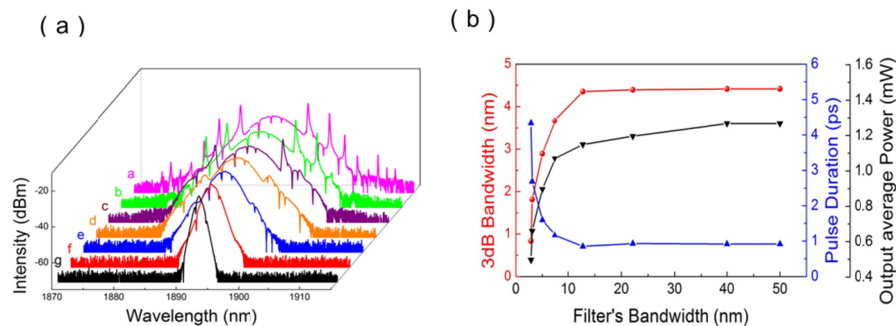 ( a )
( b )
Intensity (dBm)
-20
-40
-60
a
b
c
d
e
f
g
1870
1880
1890
1900
1910
Wavelength (nm)
3dB Bandwidth (nm)
5
4
3
2
1
0
0
10
20
30
40
50
Filter's Bandwidth (nm)
6
5
4
3
2
1
0
Pulse Duration (ps)
1.6
1.4
1.2
1.0
0.8
0.6
0.4
Output average Power (mW)